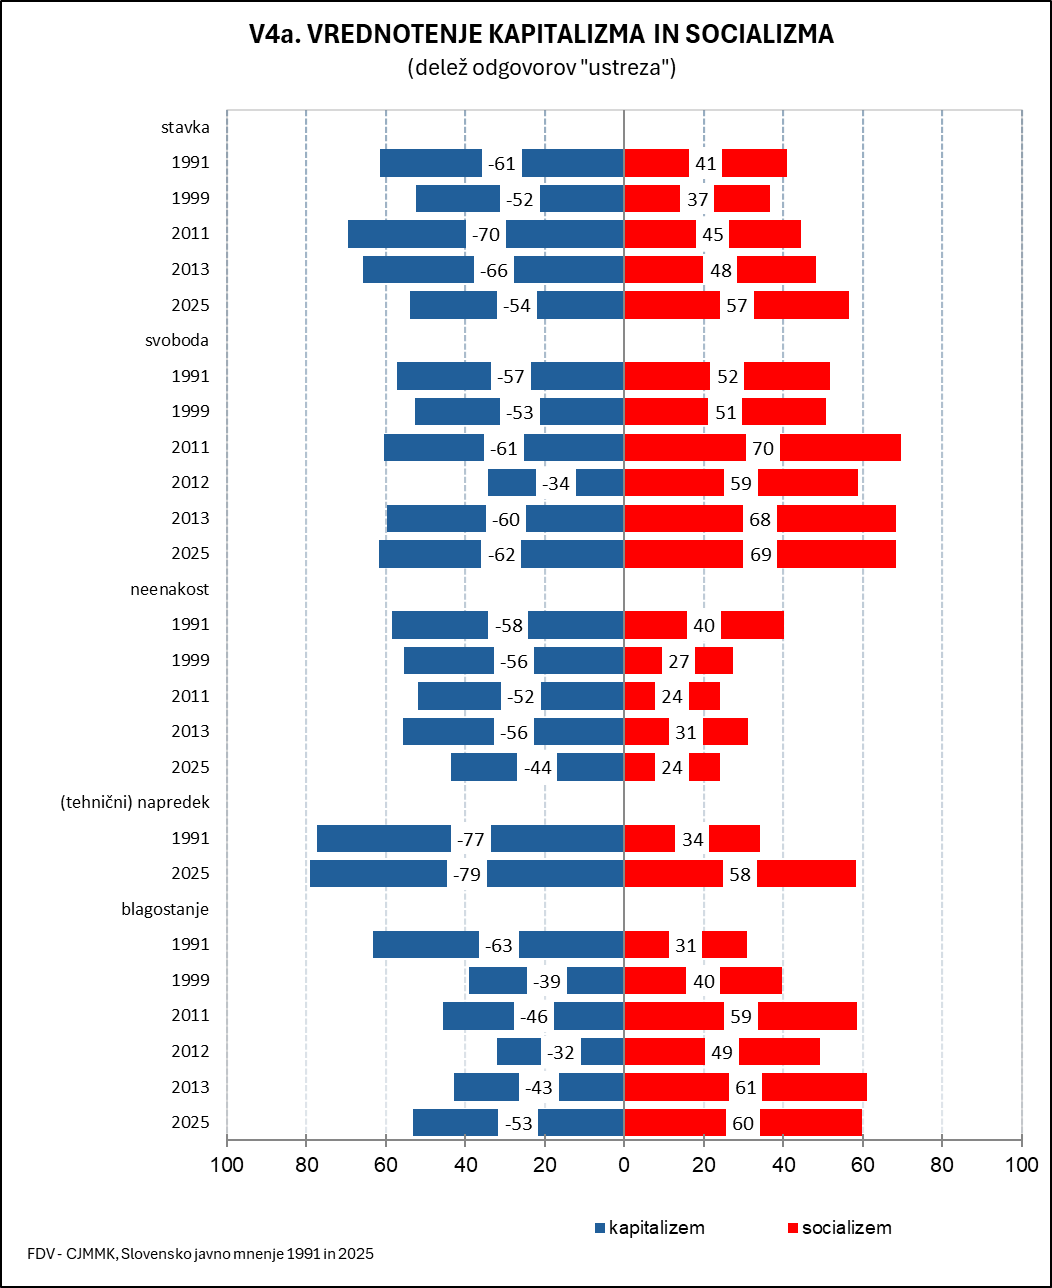 V4a. VREDNOTENJE KAPITALIZMA IN SOCIALIZMA
(delež odgovorov "ustreza")
stavka
1991 -61 41
1999 -52 37
2011 -70 45
2013 -66 48
2025 -54 57
svoboda
1991 -57 52
1999 -53 51
2011 -61 70
2012 -34 59
2013 -60 68
2025 -62 69
neenakost
1991 -58 40
1999 -56 27
2011 -52 24
2013 -56 31
2025 -44 24
(tehnični) napredek
1991 -77 34
2025 -79 58
blagostanje
1991 -63 31
1999 -39 40
2011 -46 59
2012 -32 49
2013 -43 61
2025 -53 60
100 80 60 40 20 0 20 40 60 80 100
kapitalizem socializem
FDV - CJMMK, Slovensko javno mnenje 1991 in 2025